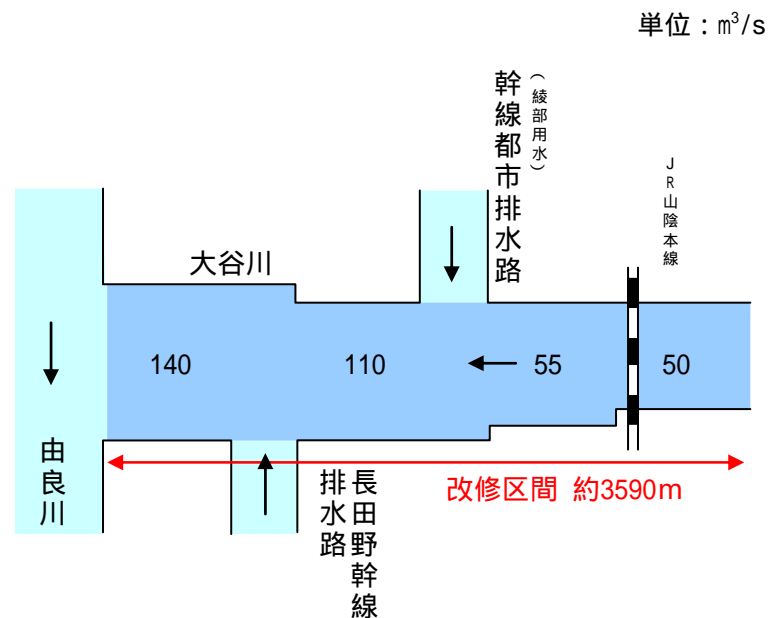 単位：㎥/s
幹線都市排水路
（綾部用水）
ＪＲ山陰本線
大谷川
140
110
55
50
由良川
長田野幹線
排水路
改修区間 約3590ｍ